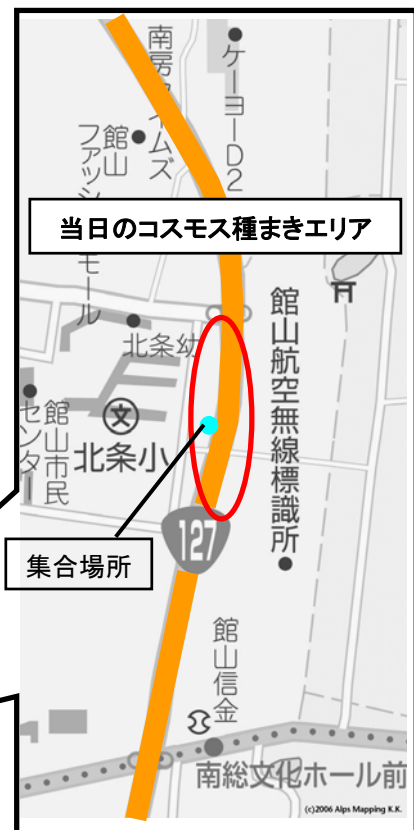 南房タイムズ
ケーヨーD2
館山
ファッションモール
当日のコスモス種まきエリア
北条幼
館山航空無線標識所
館山市民
センター
文
北条小
127
集合場所
館山信金
南総文化ホール前
(c)2006 Alps Mapping K.K.